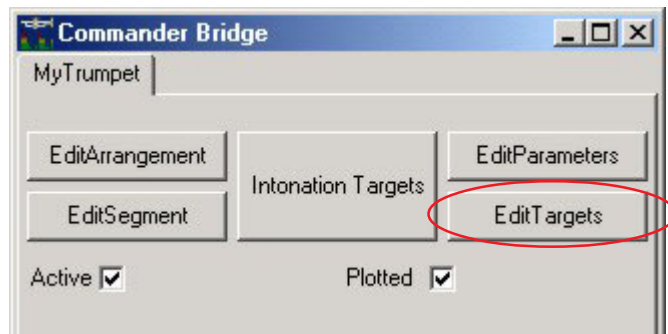 Commander Bridge
MyTrumpet
EditArrangement
EditParameters
Intonation Targets
EditSegment
EditTargets
Active
Plotted